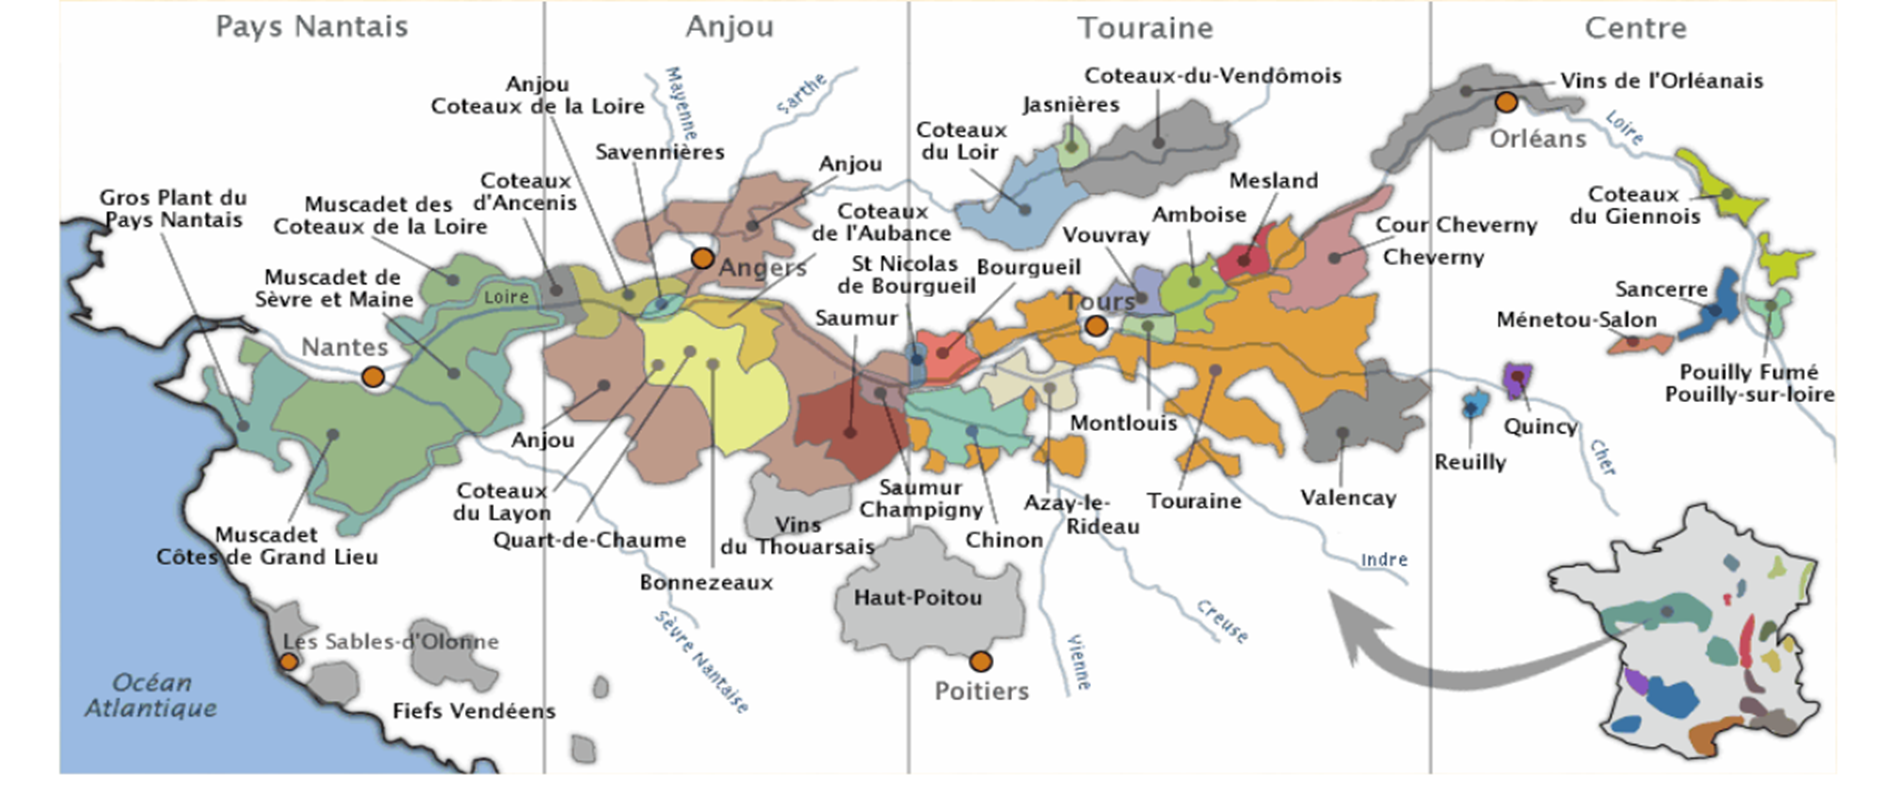 Pays Nantais
Anjou
Touraine
Centre
Anjou
Coteaux de la Loire
Mayenne
Sarthe
Savennières
Anjou
Coteaux
d'Ancenis
Gros Plant du
Pays Nantais
Muscadet des
Coteaux de la Loire
Muscadet de
Sèvre et Maine
Loire
Nantes
Angers
Coteaux
de l'Aubance
St Nicolas
de Bourgueil
Bourgueil
Saumur
Anjou
Coteaux
du Layon
Quart-de-Chaume
Bonnezeaux
Muscadet
Côtes de Grand Lieu
Vins
du Thouarsais
Saumur
Champigny
Les Sables-d'Olonne
Fiefs Vendéens
Océan
Atlantique
Sèvre Nantaise
Haut-Poitou
Poitiers
Coteaux-du-Vendômois
Jasnières
Coteaux
du Loir
Mesland
Amboise
Vouvray
Cour Cheverny
Cheverny
Tours
Montlouis
Azay-le-
Rideau
Chinon
Touraine
Valencay
Indre
Creuse
Vienne
Vins de l'Orléanais
Orléans
Loire
Coteaux
du Giennois
Sancerre
Ménetou-Salon
Pouilly Fumé
Pouilly-sur-loire
Quincy
Reuilly
Cher